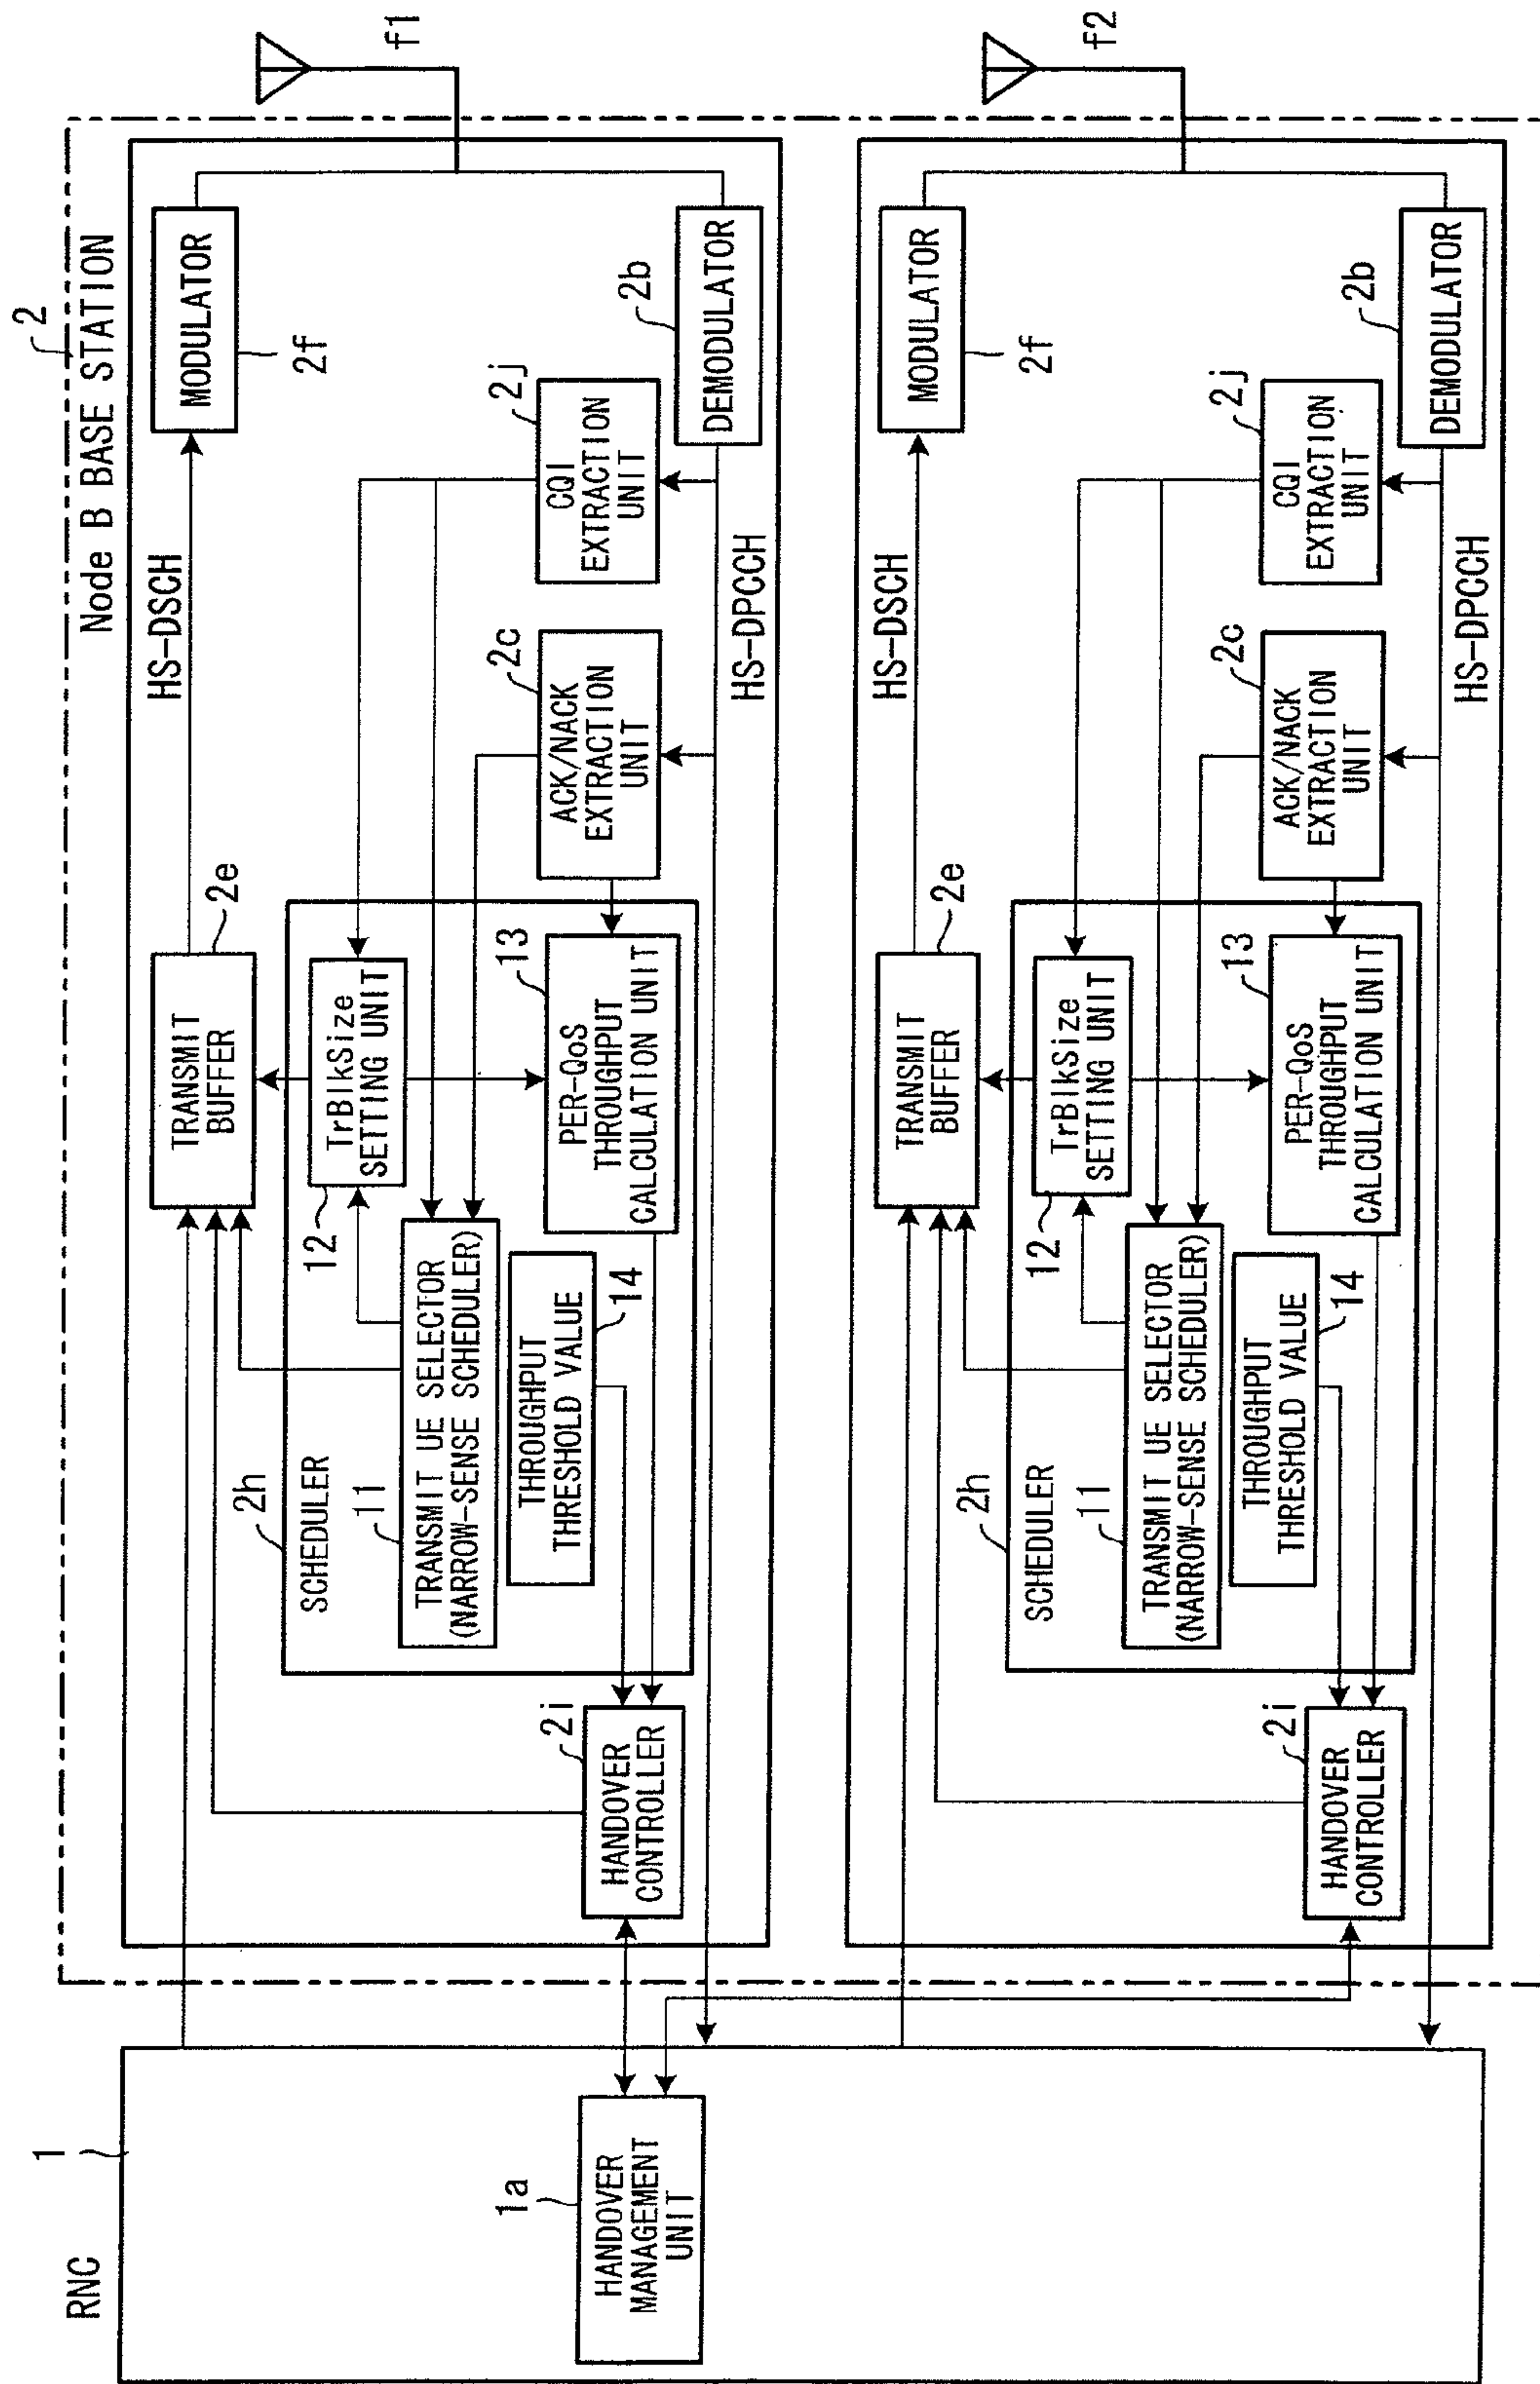 RNC
1
1a
HANDOVER
MANAGEMENT
UNIT
2
Node B BASE STATION
HS-DSCH
TRANSMIT
BUFFER
2e
MODULATOR
2f
f1
2h
SCHEDULER
12
TrBlkSize
SETTING UNIT
11
TRANSMIT UE SELECTOR
(NARROW-SENSE SCHEDULER)
THROUGHPUT
THRESHOLD VALUE
14
13
PER-QoS
THROUGHPUT
CALCULATION UNIT
2i
HANDOVER
CONTROLLER
2c
ACK/NACK
EXTRACTION
UNIT
2j
CQI
EXTRACTION
UNIT
2b
DEMODULATOR
HS-DPCCH
HS-DSCH
TRANSMIT
BUFFER
2e
MODULATOR
2f
f2
2h
SCHEDULER
12
TrBlkSize
SETTING UNIT
11
TRANSMIT UE SELECTOR
(NARROW-SENSE SCHEDULER)
THROUGHPUT
THRESHOLD VALUE
14
13
PER-QoS
THROUGHPUT
CALCULATION UNIT
2i
HANDOVER
CONTROLLER
2c
ACK/NACK
EXTRACTION
UNIT
2j
CQI
EXTRACTION
UNIT
2b
DEMODULATOR
HS-DPCCH